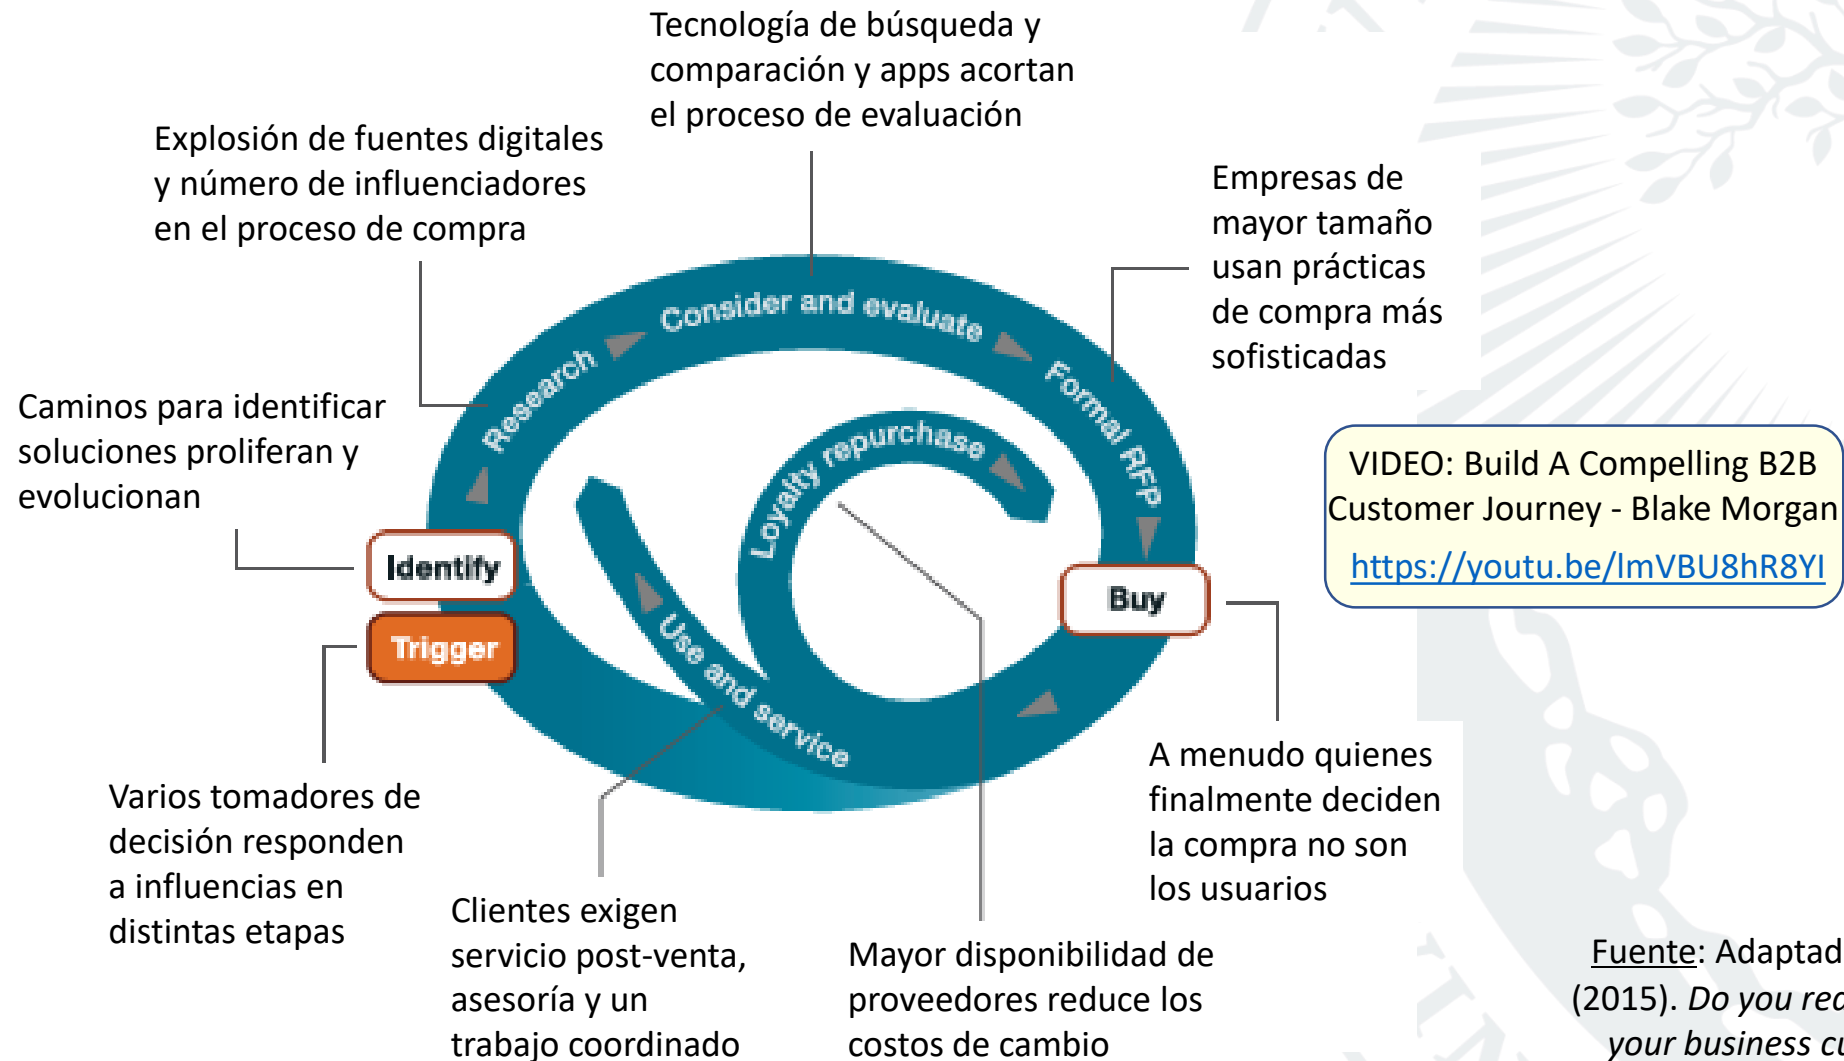 Tecnología de búsqueda y
comparación y apps acortan
el proceso de evaluación
Explosión de fuentes digitales
y número de influenciadores
en el proceso de compra
Empresas de
mayor tamaño
usan prácticas
de compra más
sofisticadas
Caminos para identificar
soluciones proliferan y
evolucionan
Consider and evaluate
Research
Formal RFP
Loyalty repurchase
Identify
Trigger
Buy
Use and service
VIDEO: Build A Compelling B2B
Customer Journey - Blake Morgan
https://youtu.be/lmVBU8hR8YI
Varios tomadores de
decisión responden
a influencias en
distintas etapas
Clientes exigen
servicio post-venta,
asesoría y un
trabajo coordinado
Mayor disponibilidad de
proveedores reduce los
costos de cambio
A menudo quienes
finalmente deciden
la compra no son
los usuarios
Fuente: Adaptad
(2015). Do you
your business